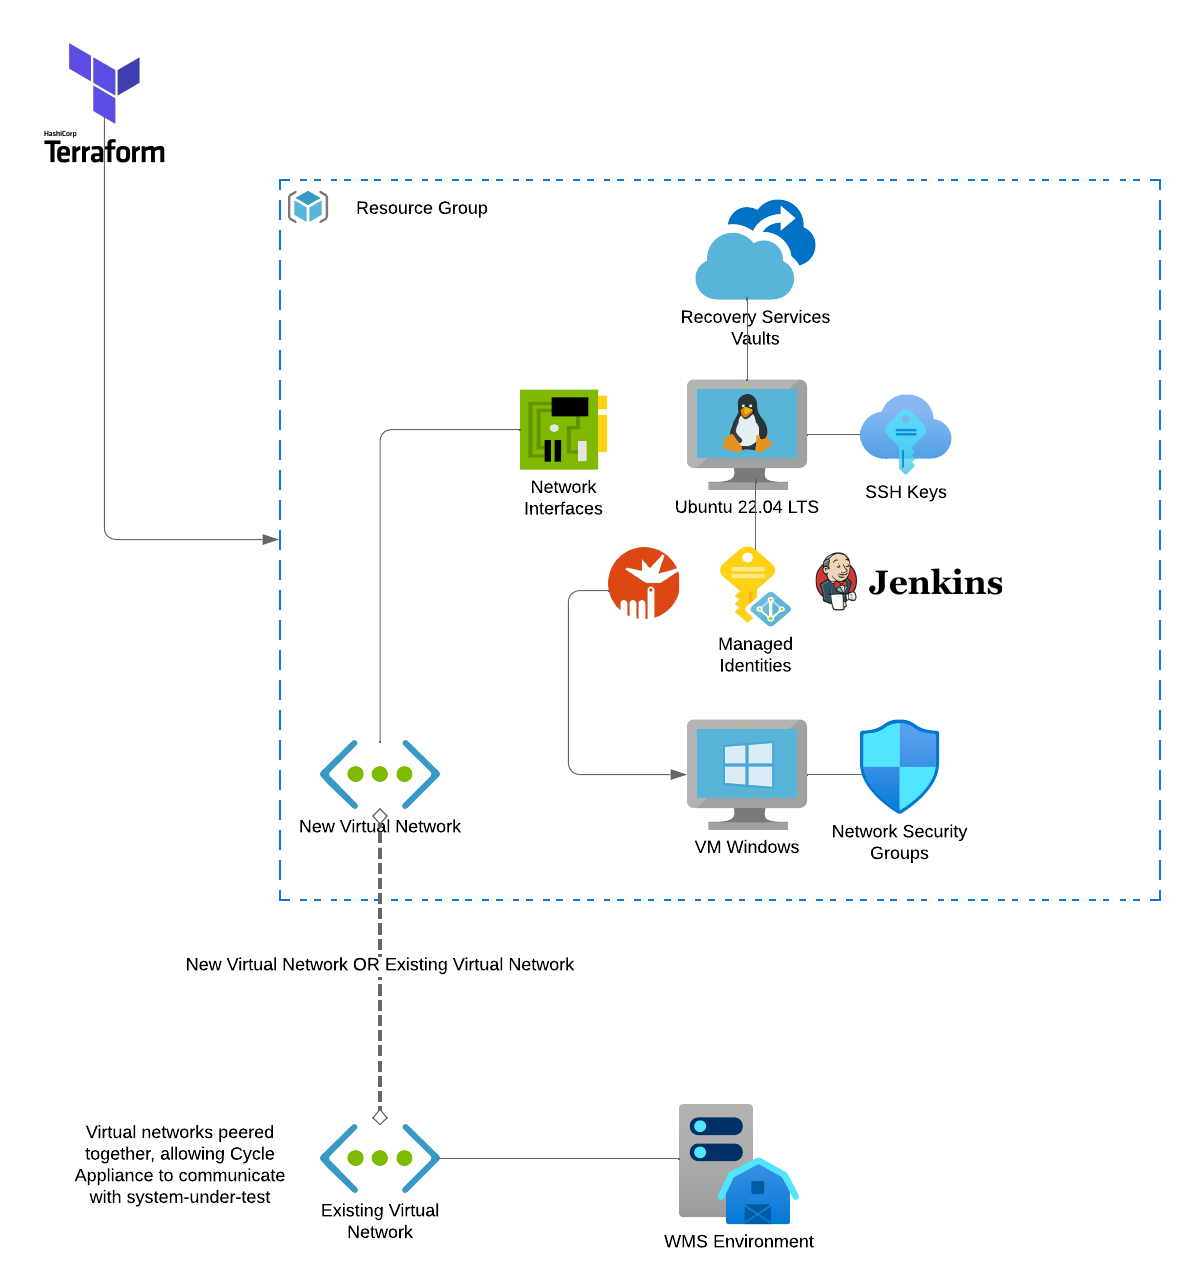 HashiCorp
Terraform
Resource Group
Recovery Services
Vaults
Network
Interfaces
Ubuntu 22.04 LTS
SSH Keys
Managed
Identities
Jenkins
New Virtual Network
VM Windows
Network Security
Groups
New Virtual Network OR Existing Virtual Network
Virtual networks peered
together, allowing Cycle
Appliance to communicate
with system-under-test
Existing Virtual
Network
WMS Environment